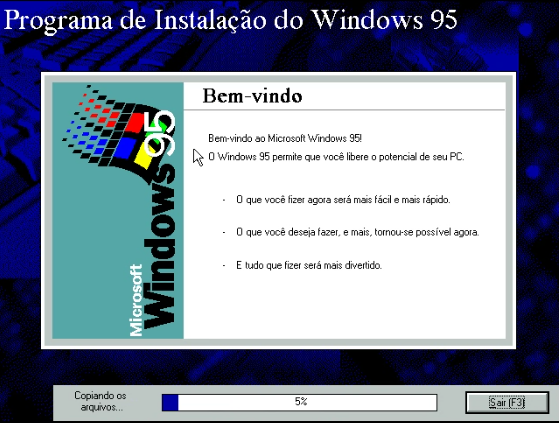 Programa de Instalação do Windows 95
Bem-vindo
Bem-vindo ao Microsoft Windows 95!
O Windows 95 permite que você libere o potencial de seu PC.
- O que você fizer agora será mais fácil e mais rápido.
- O que você deseja fazer, e mais, tornou-se possível agora.
- E tudo que fizer será mais divertido.
Microsoft
Windows 95
Copiando os
arquivos...
5%
Sair (F3)